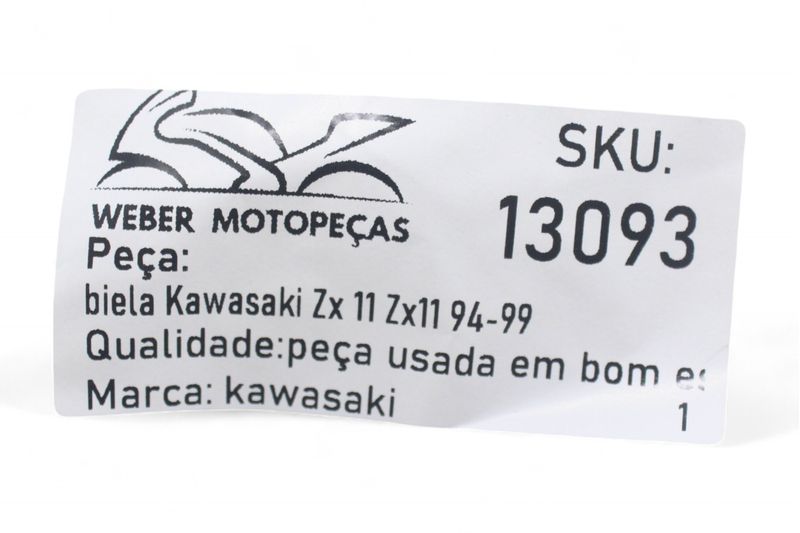 WEBER MOTOPEÇAS
SKU:
13093
Peça:
biela Kawasaki Zx 11 Zx11 94-99
Qualidade:peça usada em bom
Marca: kawasaki
1